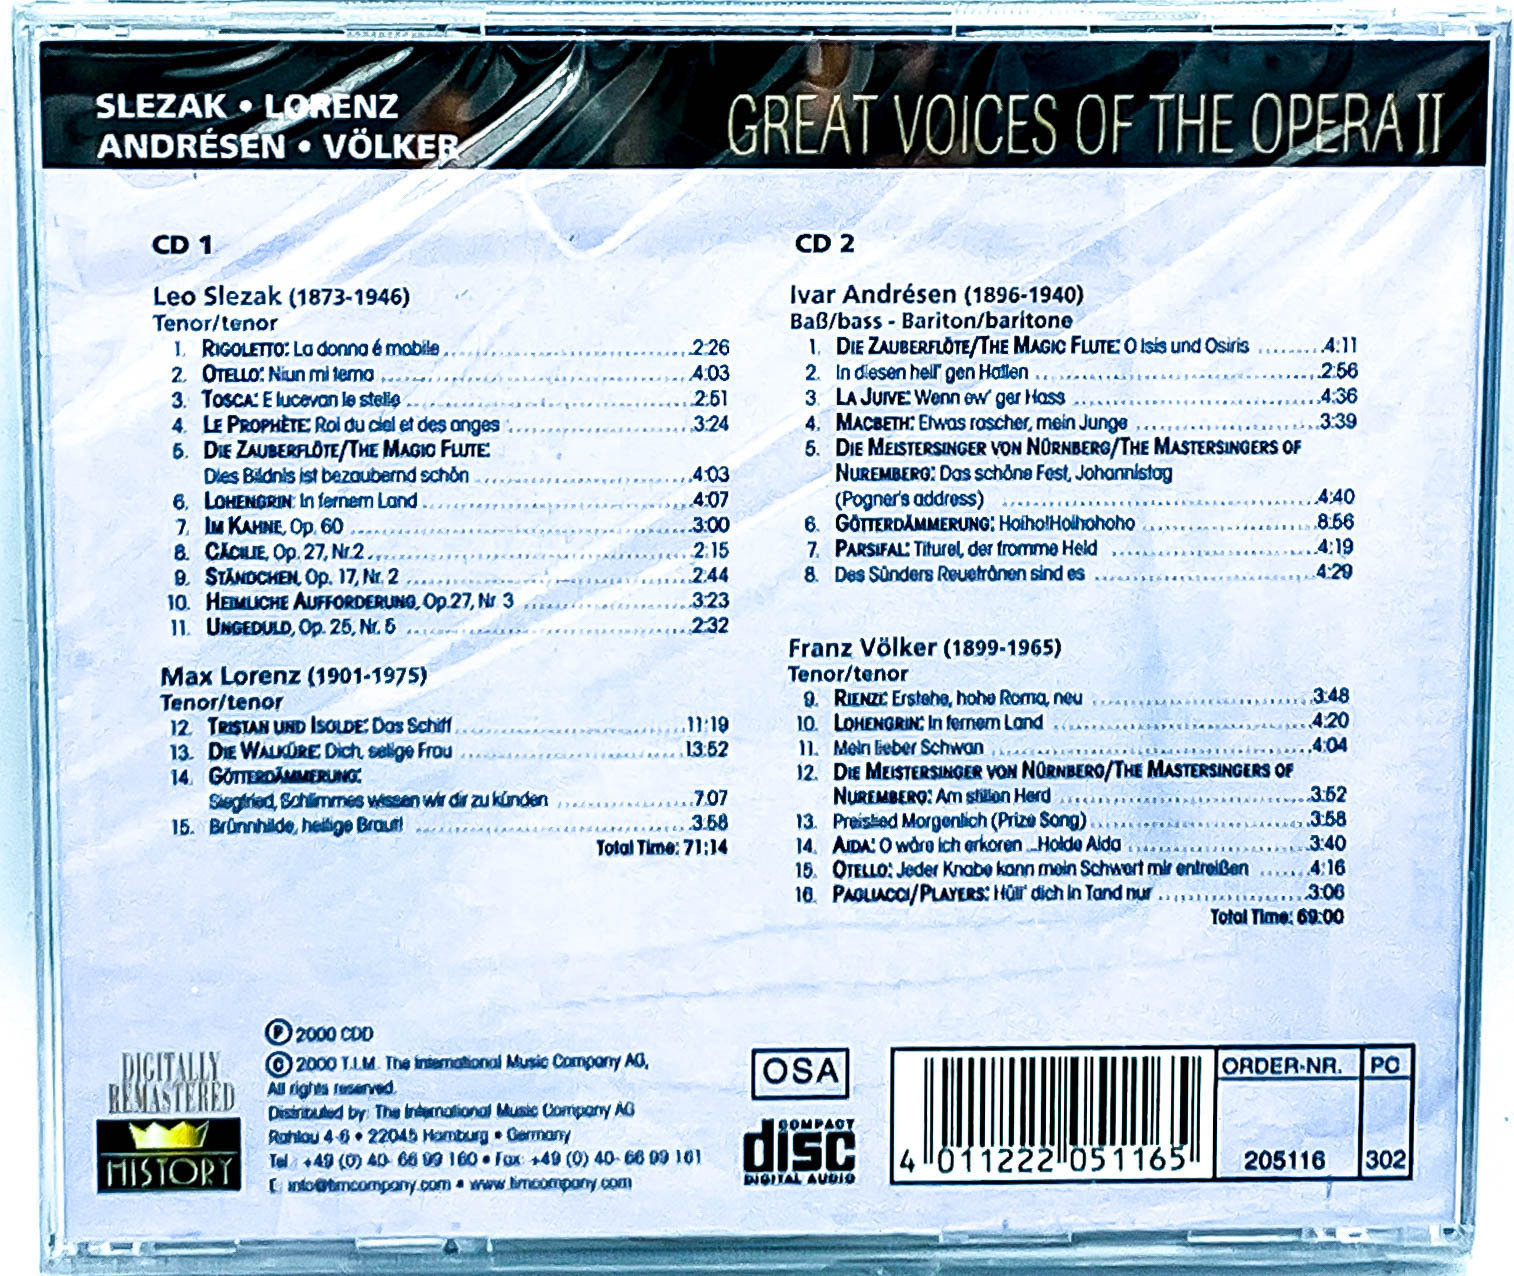 SLEZAK • LORENZ
ANDRÉSEN • VÖLKER
GREAT VOICES OF THE OPERA II
CD 1
Leo Slezak (1873-1946)
Tenor/tenor
1. RIGOLETTO: La donna é mobile 2:26
2. OTELLO: Niun mi tema 4:03
3. TOSCA: E lucevan le stelle 2:51
4. LE PROPHÈTE: Roi du ciel et des anges 3:24
5. DIE ZAUBERFLÖTE/THE MAGIC FLUTE:
Dies Bildnis ist bezaubernd schön 4:03
6. LOHENGRIN: In fernem Land 4:07
7. IM KAHNE, Op. 60 3:00
8. CÄCILIE, Op. 27, Nr.2 2:15
9. STÄNDCHEN, Op. 17, Nr. 2 2:44
10. HEIMLICHE AUFFORDERUNG, Op.27, Nr 3 3:23
11. UNGEDULD, Op. 25, Nr. 5 2:32
Max Lorenz (1901-1975)
Tenor/tenor
12. TRISTAN UND ISOLDE: Das Schiff 11:19
13. DIE WALKÜRE: Dich, selige Frau 13:52
14. GÖTTERDÄMMERUNG:
Siegfried, Schlimmes wissen wir dir zu künden 7:07
15. Brünnhilde, heilige Braut! 3:58
Total Time: 71:14
CD 2
Ivar Andrésen (1896-1940)
Baß/bass - Bariton/baritone
1. DIE ZAUBERFLÖTE/THE MAGIC FLUTE: O Isis und Osiris 4:11
2. In diesen heil' gen Hallen 2:56
3. LA JUIVE: Wenn ew' ger Hass 4:36
4. MACBETH: Etwas rascher, mein Junge 3:39
5. DIE MEISTERSINGER VON NÜRNBERG/THE MASTERSINGERS OF
NUREMBERG: Das schöne Fest, Johannistag
(Pogner's address) 4:40
6. GÖTTERDÄMMERUNG: Hoiho!Hoihohoho 8:56
7. PARSIFAL: Titurel, der fromme Held 4:19
8. Des Sünders Reuetränen sind es 4:29
Franz Völker (1899-1965)
Tenor/tenor
9. RIENZI: Erstehe, hohe Roma, neu 3:48
10. LOHENGRIN: In fernem Land 4:20
11. Mein lieber Schwan 4:04
12. DIE MEISTERSINGER VON NÜRNBERG/THE MASTERSINGERS OF
NUREMBERG: Am stillen Herd 3:52
13. Preislied Morgenlich (Prize Song) 3:58
14. AIDA: O wäre ich erkoren ...Holde Aida 3:40
15. OTELLO: Jeder Knabe kann mein Schwert mir entreißen 4:16
16. PAGLIACCI/PLAYERS: Hüll' dich in Tand nur 3:06
Total Time: 69:00
DIGITALLY
REMASTERED
HISTORY
Ⓟ 2000 CDD
© 2000 T.I.M. The International Music Company AG,
All rights reserved.
Distributed by: The International Music Company AG
Rahlau 4-6 • 22045 Hamburg • Germany
Tel.: +49 (0) 40- 66 99 160 • Fax: +49 (0) 40- 66 99 161
E: info@timcompany.com • www.timcompany.com
OSA
COMPACT
disc
DIGITAL AUDIO
4 011222 051165
ORDER-NR.
205116
PC
302